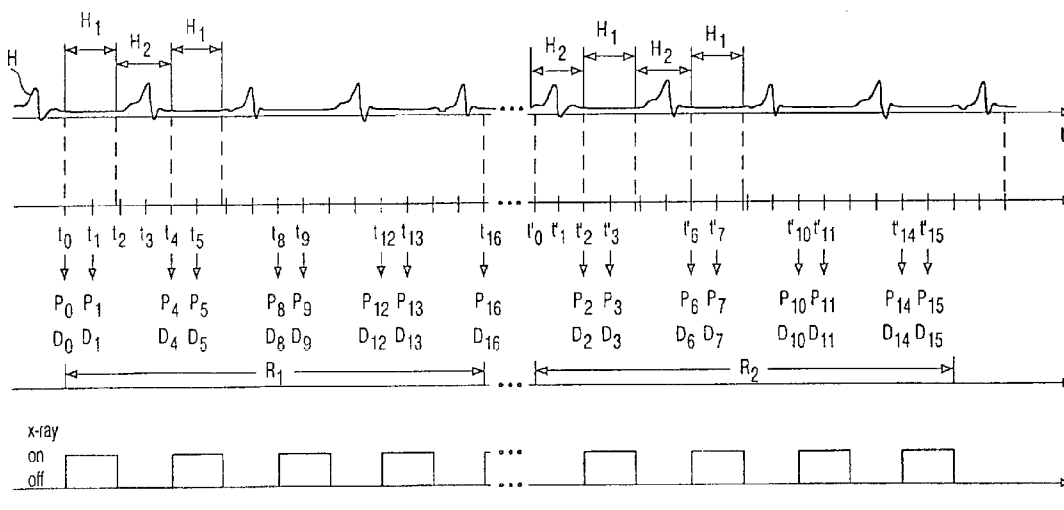 H₁ H₁ H₁
H₂ H₂ H₂
H
t
t₀ t₁ t₂ t₃ t₄ t₅ t₈ t₉ t₁₂ t₁₃ t₁₆ t'₀ t'₁ t'₂ t'₃ t'₆ t'₇ t'₁₀ t'₁₁ t'₁₄ t'₁₅
P₀ P₁ P₄ P₅ P₈ P₉ P₁₂ P₁₃ P₁₆ P₂ P₃ P₆ P₇ P₁₀ P₁₁ P₁₄ P₁₅
D₀ D₁ D₄ D₅ D₈ D₉ D₁₂ D₁₃ D₁₆ D₂ D₃ D₆ D₇ D₁₀ D₁₁ D₁₄ D₁₅
R₁ R₂
x-ray
on
off